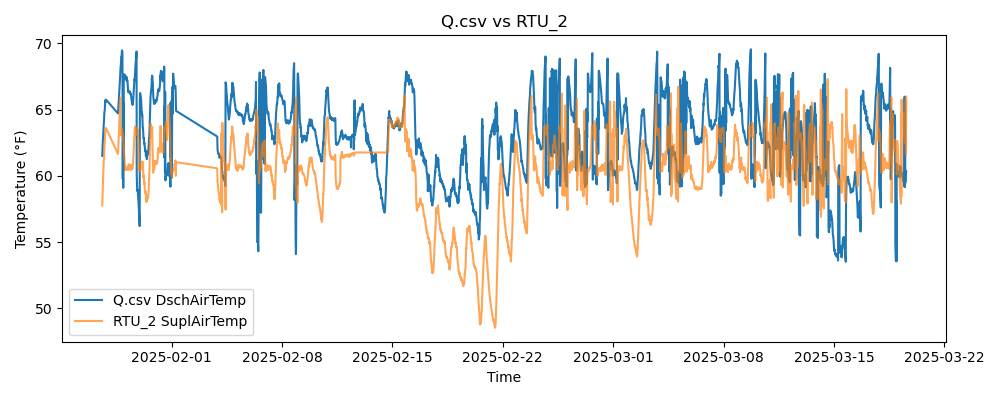 Q.csv vs RTU_2
70
65
60
55
50
Temperature (°F)
Q.csv DschAirTemp
RTU_2 SuplAirTemp
2025-02-01
2025-02-08
2025-02-15
2025-02-22
2025-03-01
2025-03-08
2025-03-15
2025-03-22
Time